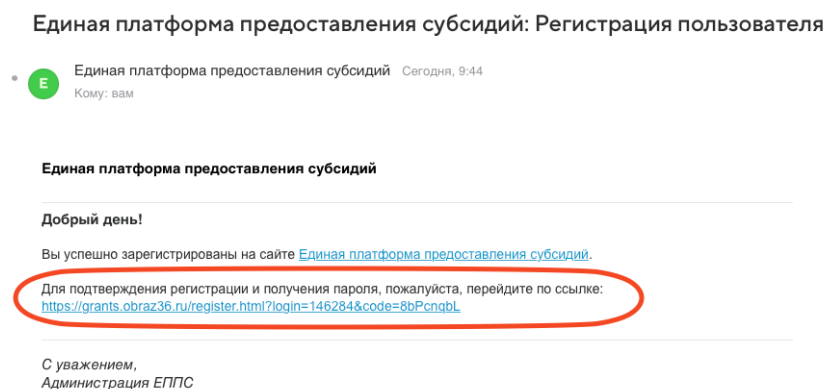 Единая платформа предоставления субсидий: Регистрация пользователя
Е
Единая платформа предоставления субсидий Сегодня, 9:44
Кому: вам
Единая платформа предоставления субсидий
Добрый день!
Вы успешно зарегистрированы на сайте Единая платформа предоставления субсидий.
Для подтверждения регистрации и получения пароля, пожалуйста, перейдите по ссылке:
https://grants.obraz36.ru/register.html?login=146284&code=8bPcnqbL
С уважением,
Администрация ЕППС